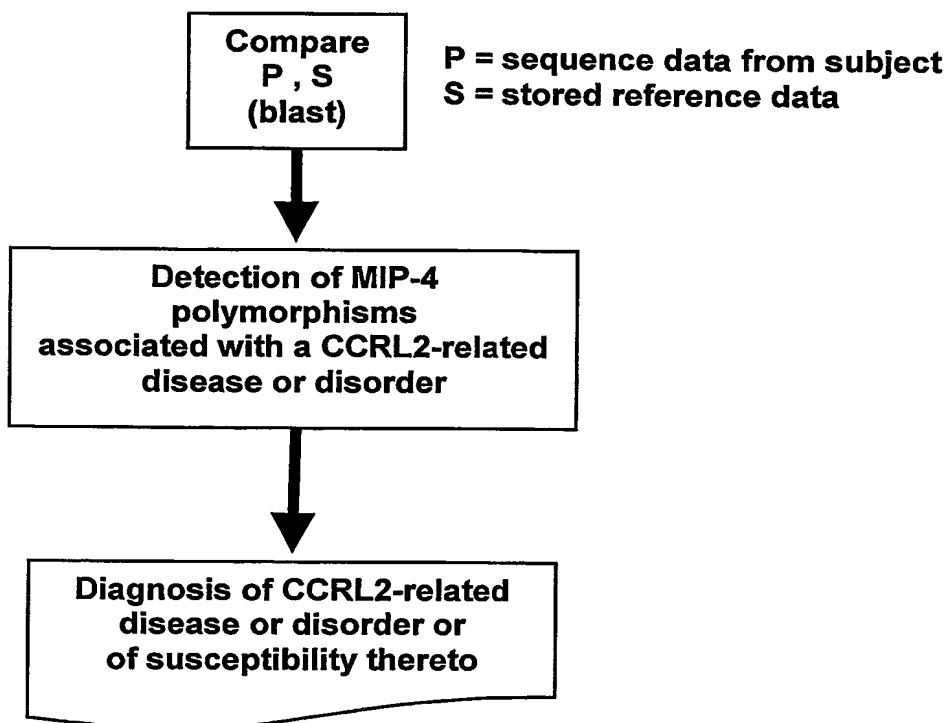 Compare
P , S
(blast)
P = sequence data from subject
S = stored reference data
Detection of MIP-4
polymorphisms
associated with a CCRL2-related
disease or disorder
Diagnosis of CCRL2-related
disease or disorder or
of susceptibility thereto